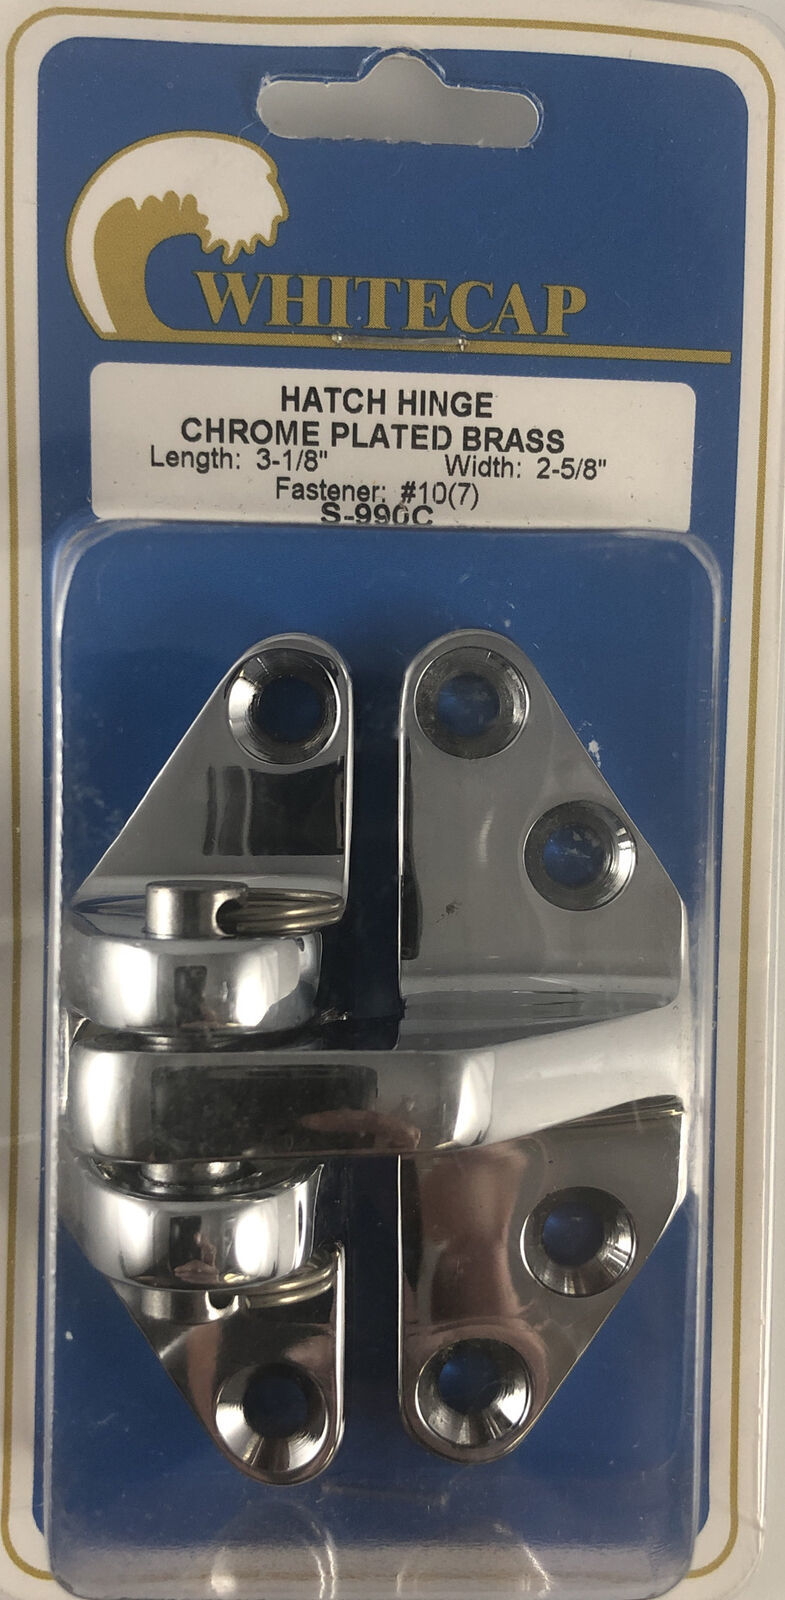 WHITECAP
HATCH HINGE
CHROME PLATED BRASS
Length: 3-1/8" Width: 2-5/8"
Fastener: #10(7)
S-990C